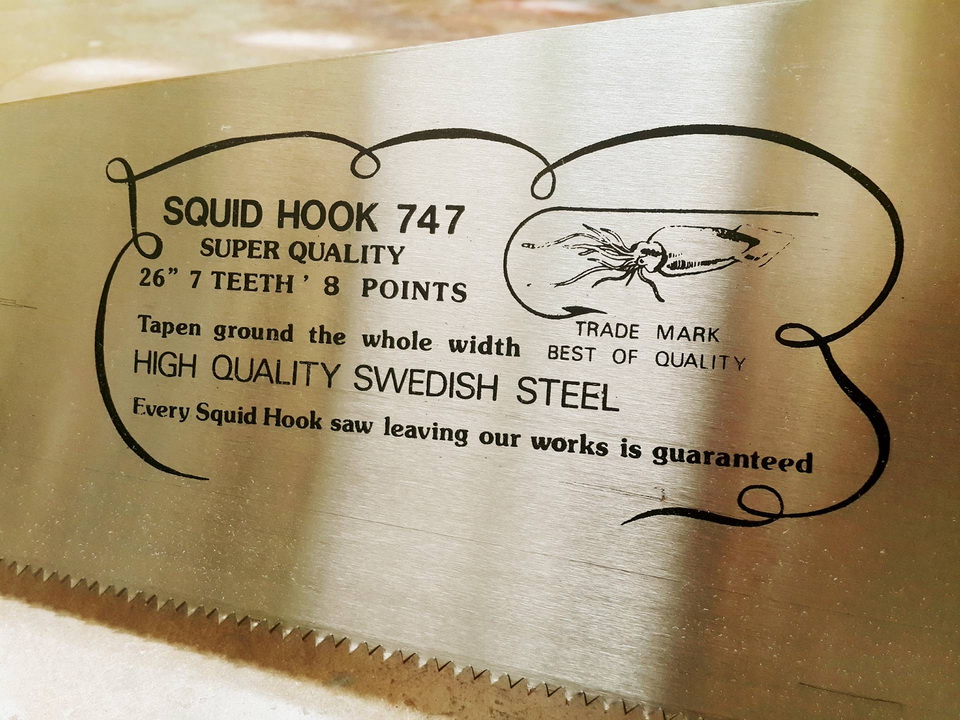 SQUID HOOK 747
SUPER QUALITY
26" 7 TEETH ' 8 POINTS
Tapen ground the whole width
HIGH QUALITY SWEDISH STEEL
Every Squid Hook saw leaving our works is guaranteed
TRADE MARK
BEST OF QUALITY